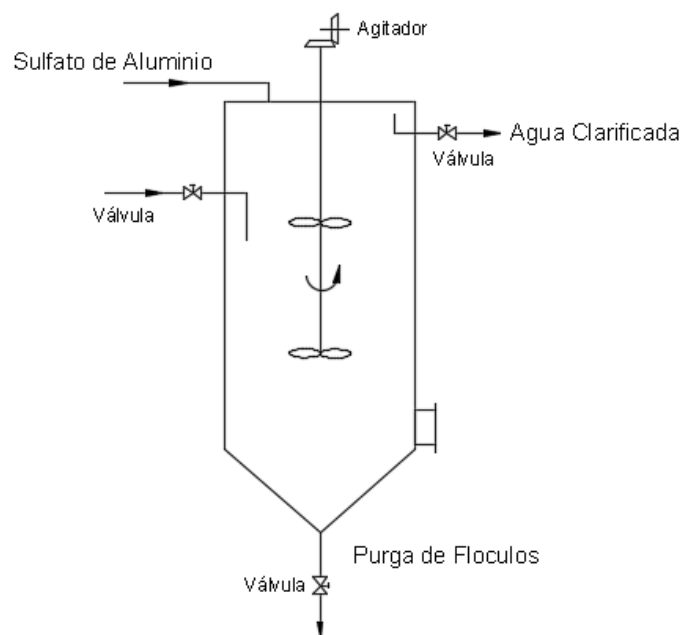 Agitador
Sulfato de Aluminio
Agua Clarificada
Válvula
Válvula
Purga de Floculos
Válvula